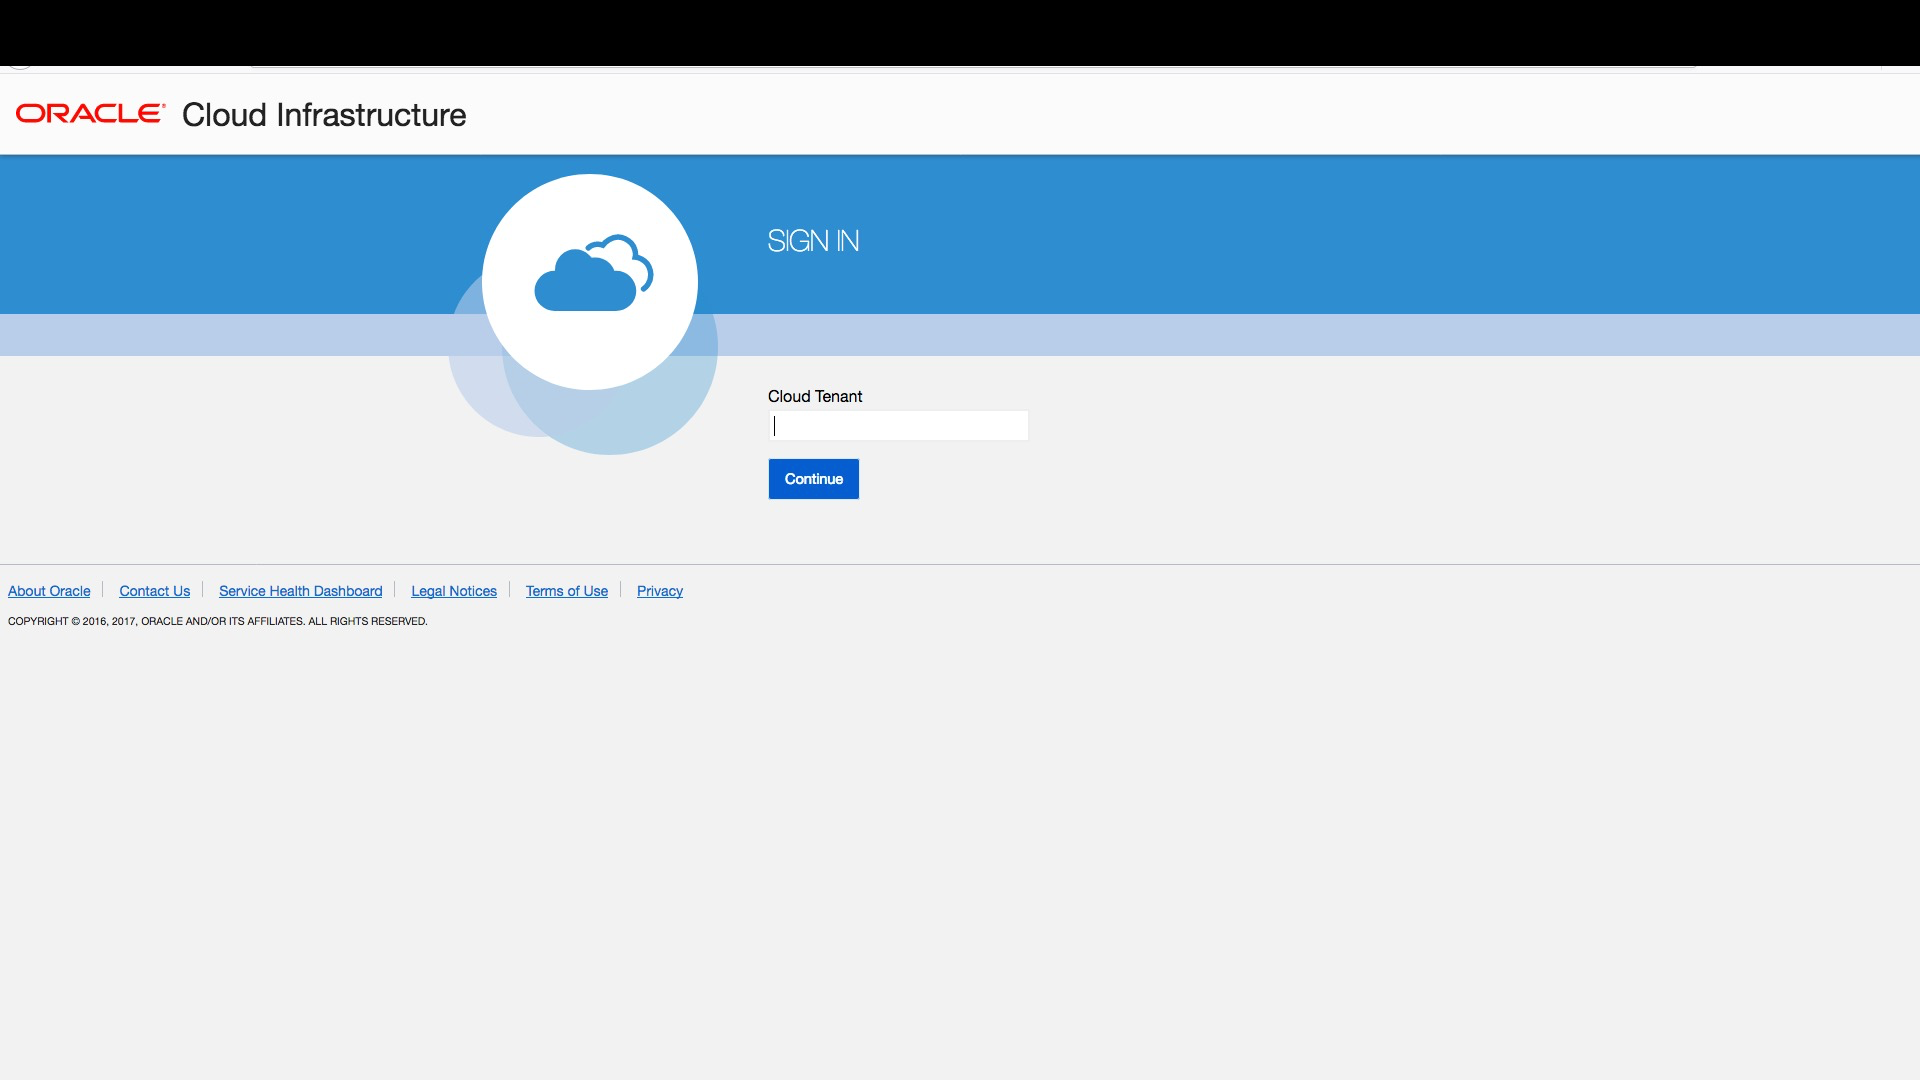 ORACLE® Cloud Infrastructure
SIGN IN
Cloud Tenant
Continue
About Oracle Contact Us Service Health Dashboard Legal Notices Terms of Use Privacy
COPYRIGHT © 2016, 2017, ORACLE AND/OR ITS AFFILIATES. ALL RIGHTS RESERVED.